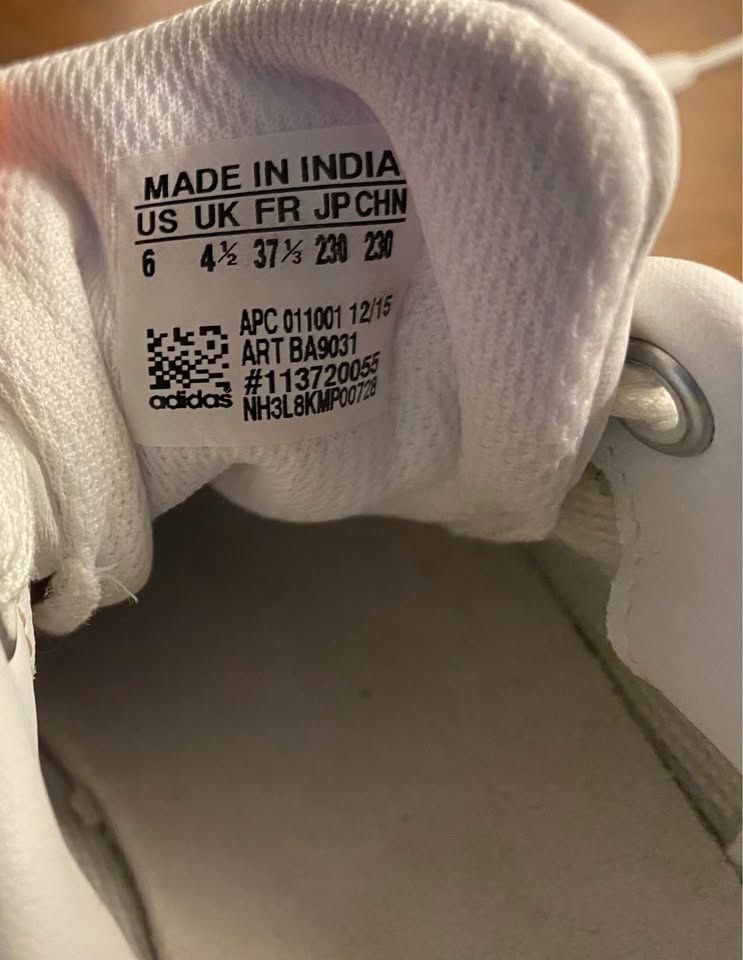 MADE IN INDIA
US UK FR JP CHN
6 4½ 37⅓ 230 230
APC 011001 12/15
ART BA9031
#113720055
NH3L8KMP00728
adidas